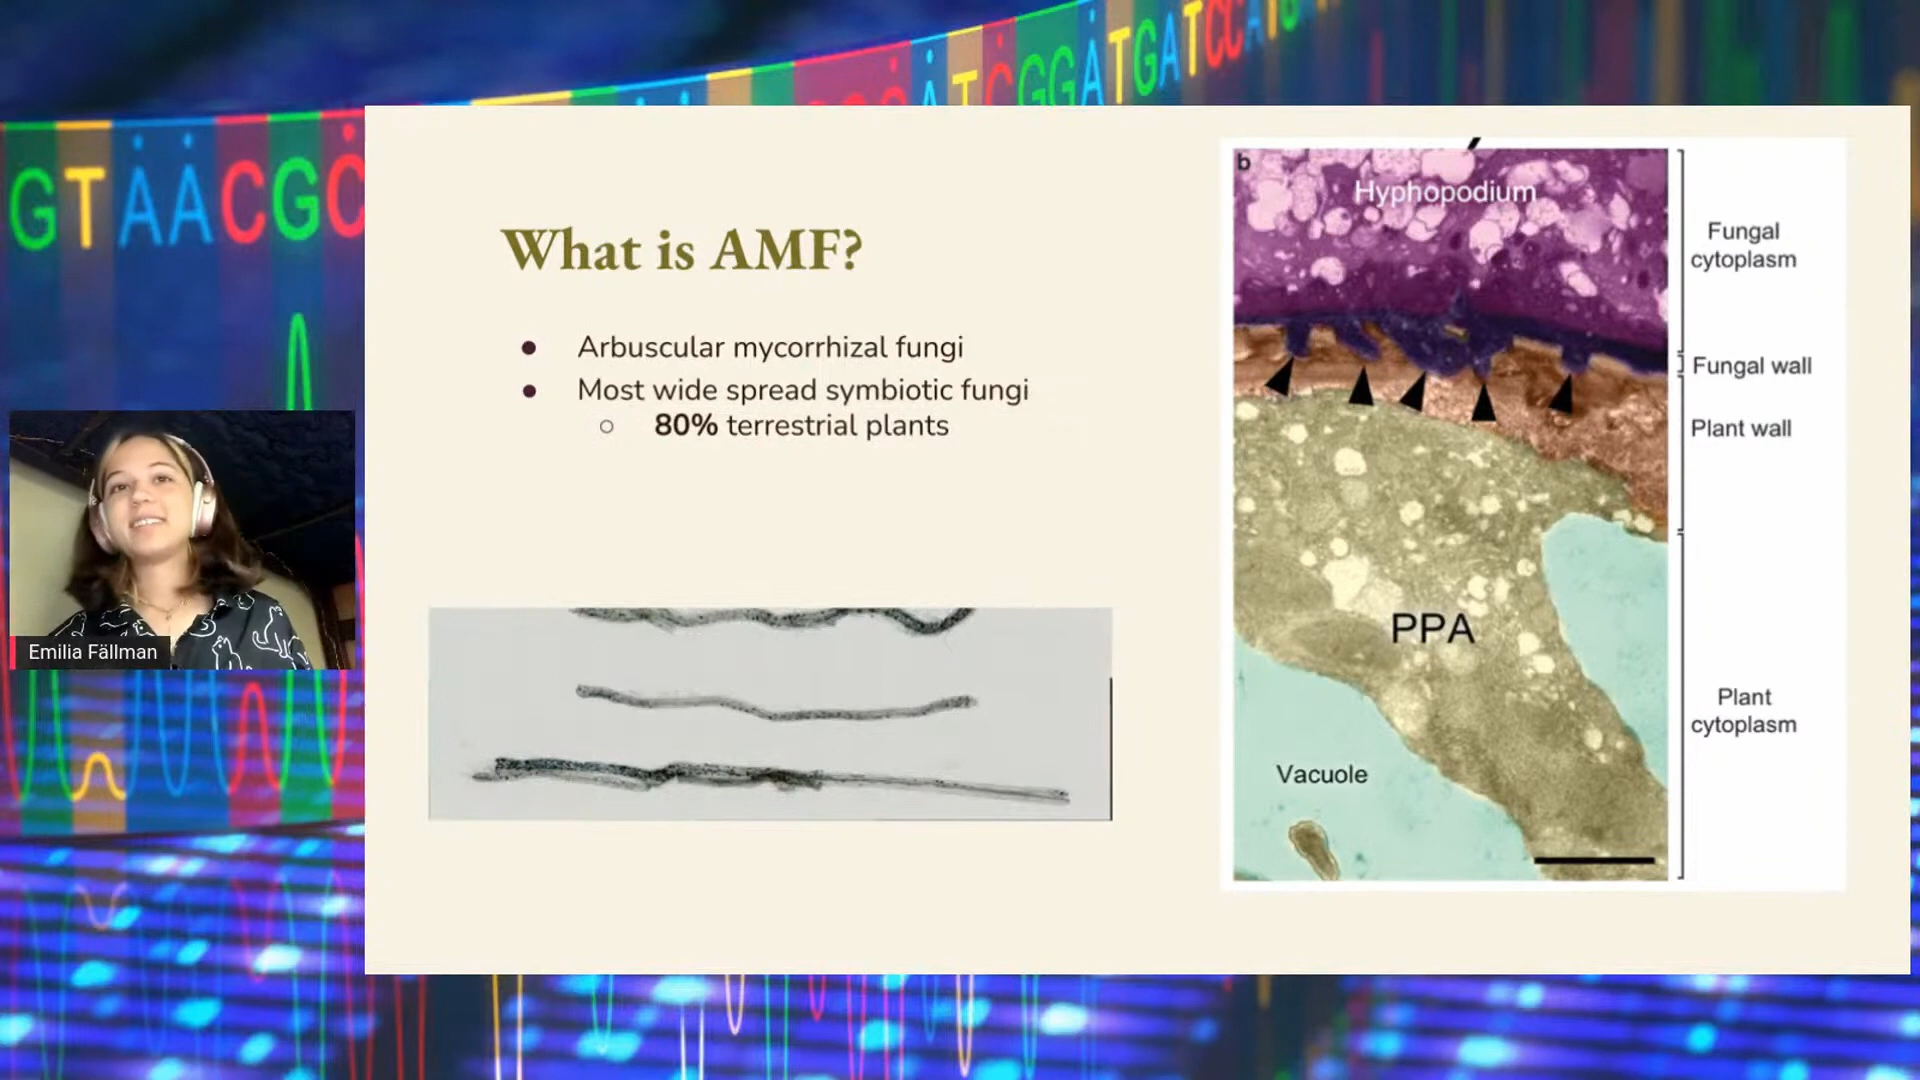 GTAACGC
ATCGGATGATCC
What is AMF?
● Arbuscular mycorrhizal fungi
● Most wide spread symbiotic fungi
○ 80% terrestrial plants
Emilia Fällman
b
Hyphopodium
Fungal
cytoplasm
Fungal wall
Plant wall
PPA
Plant
cytoplasm
Vacuole